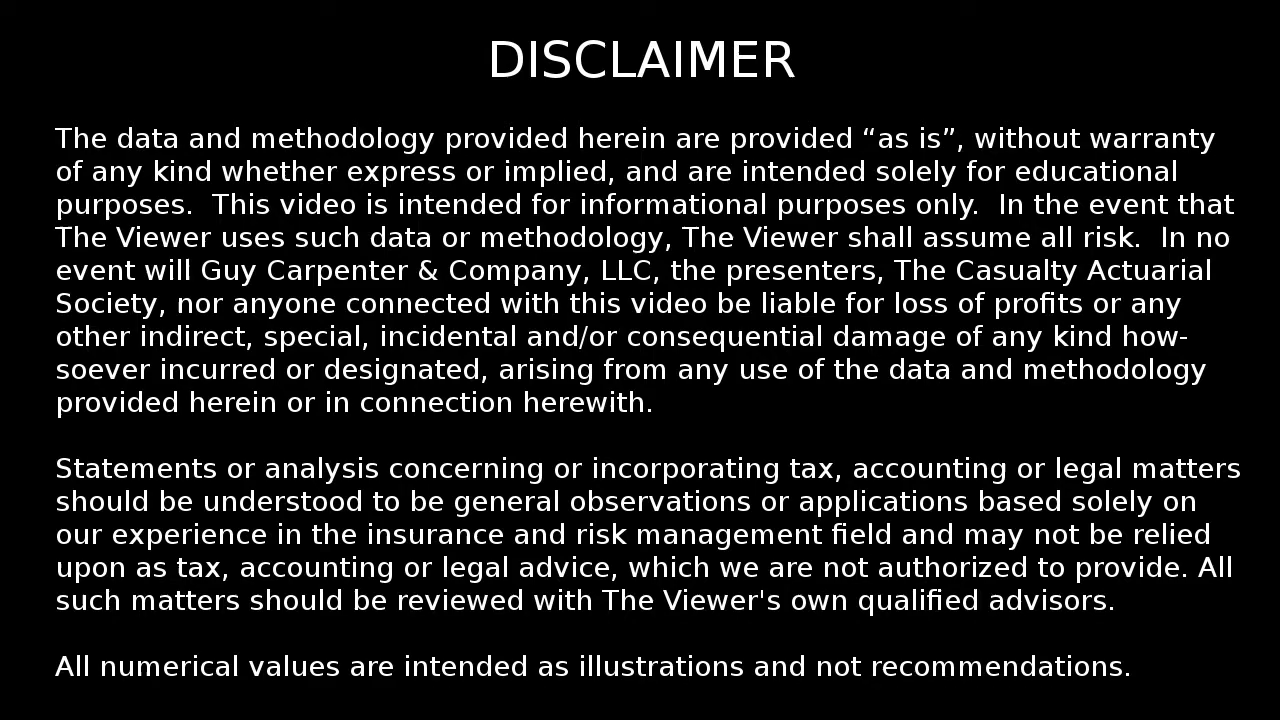 DISCLAIMER
The data and methodology provided herein are provided “as is”, without warranty
of any kind whether express or implied, and are intended solely for educational
purposes.  This video is intended for informational purposes only.  In the event that
The Viewer uses such data or methodology, The Viewer shall assume all risk.  In no
event will Guy Carpenter & Company, LLC, the presenters, The Casualty Actuarial
Society, nor anyone connected with this video be liable for loss of profits or any
other indirect, special, incidental and/or consequential damage of any kind how-
soever incurred or designated, arising from any use of the data and methodology
provided herein or in connection herewith.
Statements or analysis concerning or incorporating tax, accounting or legal matters
should be understood to be general observations or applications based solely on
our experience in the insurance and risk management field and may not be relied
upon as tax, accounting or legal advice, which we are not authorized to provide. All
such matters should be reviewed with The Viewer's own qualified advisors.
All numerical values are intended as illustrations and not recommendations.